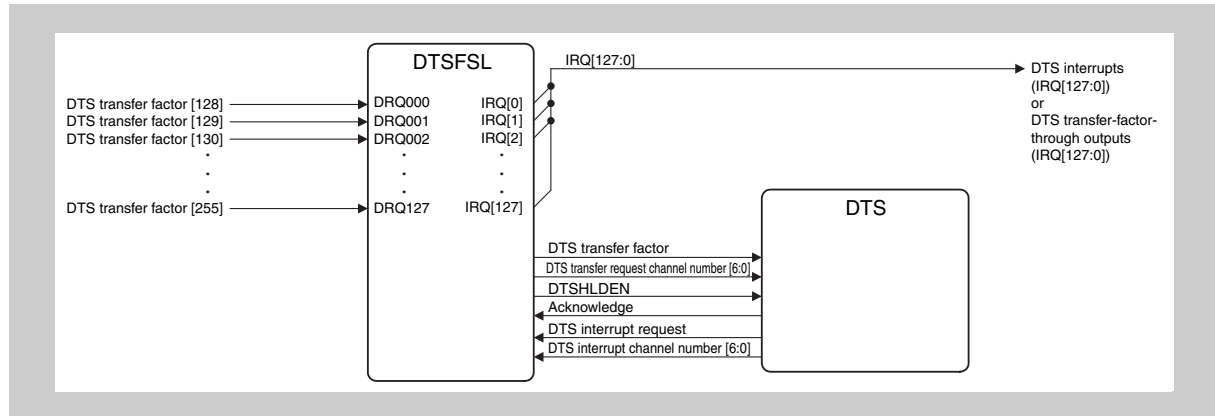 DTSFSL
IRQ[127:0]
DTS interrupts
(IRQ[127:0])
or
DTS transfer-factor-
through outputs
(IRQ[127:0])
DTS transfer factor [128] DRQ000 IRQ[0]
DTS transfer factor [129] DRQ001 IRQ[1]
DTS transfer factor [130] DRQ002 IRQ[2]
DTS transfer factor [255] DRQ127 IRQ[127]
DTS
DTS transfer factor
DTS transfer request channel number [6:0]
DTSHLDEN
Acknowledge
DTS interrupt request
DTS interrupt channel number [6:0]